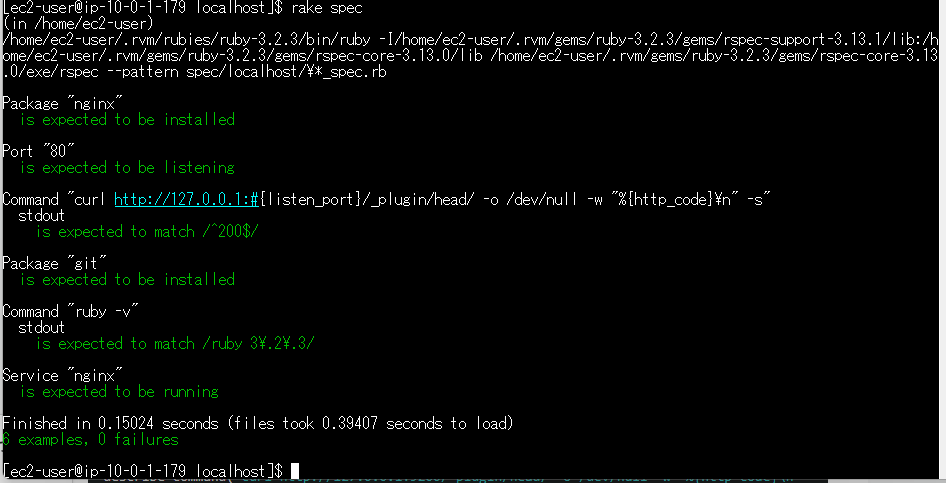 [ec2-user@ip-10-0-1-179 localhost]$ rake spec
(in /home/ec2-user)
/home/ec2-user/.rvm/rubies/ruby-3.2.3/bin/ruby -I/home/ec2-user/.rvm/gems/ruby-3.2.3/gems/rspec-support-3.13.1/lib:/h
ome/ec2-user/.rvm/gems/ruby-3.2.3/gems/rspec-core-3.13.0/lib /home/ec2-user/.rvm/gems/ruby-3.2.3/gems/rspec-core-3.13
.0/exe/rspec --pattern spec/localhost/¥*_spec.rb
Package "nginx"
is expected to be installed
Port "80"
is expected to be listening
Command "curl http://127.0.0.1:#{listen_port}/_plugin/head/ -o /dev/null -w "%{http_code}¥n" -s"
stdout
is expected to match /^200$/
Package "git"
is expected to be installed
Command "ruby -v"
stdout
is expected to match /ruby 3¥.2¥.3/
Service "nginx"
is expected to be running
Finished in 0.15024 seconds (files took 0.39407 seconds to load)
6 examples, 0 failures
[ec2-user@ip-10-0-1-179 localhost]$